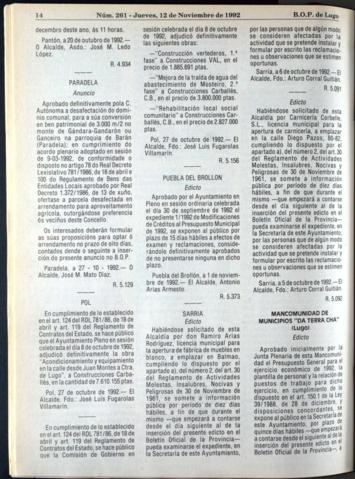 14 Núm. 261 - Jueves, 12 de Noviembre de 1992 B.O.P. de Lugo
decembro deste ano, ás 11 horas.
Pantón, a 29 de outubro de 1992.— O Alcalde, Asdo.: José M. Ledo López.
R. 4.934
PARADELA
Anuncio
Aprobado definitivamente pola C. Autónoma a desafectación do dominio comunal, para a súa conversión en ben patrimonial de 3.000 m/2 no monte de Gándara-Gandarón ou Canceira na parroquia de Barán (Paradela); en cumprimento do acordo plenario adoptado en sesión de 9-03-1992, de conformidade o disposto no artigo 78 do Real Decreto Lexislativo 781/1986, de 18 de abril e 100 do Regulamento de Bens das Entidades Locais aprobado por Real Decreto 1.372/1986, de 13 de xuño, ofertase a parcela desafectada en arrendamento para aproveitamento agrícola, outorgándose preferencia ós veciños deste Concello.
Os interesados deberán formular as súas proposición para optar ó arrendamento no prazo de oito días, contados dende o seguinte a inserción do presente anuncio no B.O.P.
Paradela, a 27 - 10 - 1992.— O Alcalde, José M. Mato Díaz.
R. 5.129
POL
En cumplimiento de lo establecido en el art. 124 del RDL 781/86, de 18 de abril y art. 119 del Reglamento de Contratos del Estado, se hace público que el Ayuntamiento Pleno en sesión celebrada el día 8 de octubre de 1992, adjudicó definitivamente la obra "Acondicionamiento y equipamiento en la calle desde Juan Montes a Ctra. de Lugo", a Construcciones Carballés, en la cantidad de 7.610.155 ptas.
Pol, 27 de octubre de 1992.— El Alcalde, Fdo: José Luis Fugarolas Villamarín.
En cumplimiento de lo establecido en el art. 124 del RDL 781/86, de 18 de abril y art. 119 del Reglamento de Contratos del Estado, se hace público que la Comisión de Gobierno en
sesión celebrada el día 8 de octubre de 1992, adjudicó definitivamente las siguientes obras:
—"Construcción vertederos, 1.ª fase" a Construcciones VAL, en el precio de 1.885.691 ptas.
—"Mejora de la traída de agua del abastecimiento de Mosteiro, 2.ª fase" a Construcciones Carballés, C.B., en el precio de 3.800.000 ptas.
—"Rehabilitación local social comunitario" a Construcciones Carballés, C.B., en el precio de 2.827.000 ptas.
Pol, 27 de octubre de 1992.— El Alcalde, Fdo: José Luis Fugarolas Villamarín.
R. 5.156
PUEBLA DEL BROLLON
Edicto
Aprobado por el Ayuntamiento en Pleno en sesión ordinaria celebrada el día 30 de septiembre de 1992 el expediente 1/1992 de Modificaciones de Créditos al Presupuesto Municipal de 1992, se expone al público por plazo de 15 días hábiles a efectos de examen y reclamaciones, considerándole definitivamente aprobado de no presentarse ninguna en dicho plazo.
Puebla del Brollón, a 1 de noviembre de 1992.— El Alcalde, Antonio Arias Armesto.
R. 5.373
SARRIA
Edicto
Habiéndose solicitado de esta Alcaldía por don Ramiro Arias Rodríguez, licencia municipal para la apertura de fábrica de muebles en blanco, a emplazar en Balmao; cumpliendo lo dispuesto por el apartado a), del número 2, del art. 30 del Reglamento de Actividades Molestas, Insalubres, Nocivas y Peligrosas de 30 de Noviembre de 1961, se somete a información pública por período de diez días hábiles, a fin de que durante el mismo —que empezará a contarse desde el día siguiente al de la inserción del presente edicto en el Boletín Oficial de la Provincia— pueda examinarse el expediente, en la Secretaría de este Ayuntamiento,
por las personas que de algún modo se consideren afectadas por la actividad que se pretende instalar y formular por escrito las reclamaciones u observaciones que se estimen oportunas.
Sarria, a 6 de octubre de 1992.— El Alcalde, Fdo.: Arturo Corral Guitián.
R. 5.091
Edicto
Habiéndose solicitado de esta Alcaldía por Carnicería Corbelle, S.L., licencia municipal para la apertura de carnicería, a emplazar en la calle Diego Pazos, 60-62, cumpliendo lo dispuesto por el apartado a), del número 2, del art. 30 del Reglamento de Actividades Molestas, Insalubres, Nocivas y Peligrosas de 30 de Noviembre de 1961, se somete a información pública por período de diez días hábiles, a fin de que durante el mismo —que empezará a contarse desde el día siguiente al de la inserción del presente edicto en el Boletín Oficial de la Provincia— pueda examinarse el expediente, en la Secretaría de este Ayuntamiento, por las personas que de algún modo se consideren afectadas por la actividad que se pretende instalar y formular por escrito las reclamaciones u observaciones que se estimen oportunas.
Sarria, a 5 de octubre de 1992.— El Alcalde, Fdo.: Arturo Corral Guitián.
R. 5.092
MANCOMUNIDAD DE MUNICIPIOS "DA TERRA CHA"
(Lugo)
Edicto
Aprobado inicialmente por la Junta Plenaria de esta Mancomunidad el Presupuesto General para el ejercicio económico de 1992, la plantilla de personal y la relación de puestos de trabajo para dicho ejercicio, en cumplimiento de lo dispuesto en el art. 150.1 de la Ley 39/1988, de 28 de diciembre, y disposiciones concordantes, se expone al público en la Secretaría de este Ayuntamiento, por plazo de quince días hábiles —que empezará a contarse desde el siguiente al de la inserción del presente edicto en el Boletín Oficial de la Provincia—, a